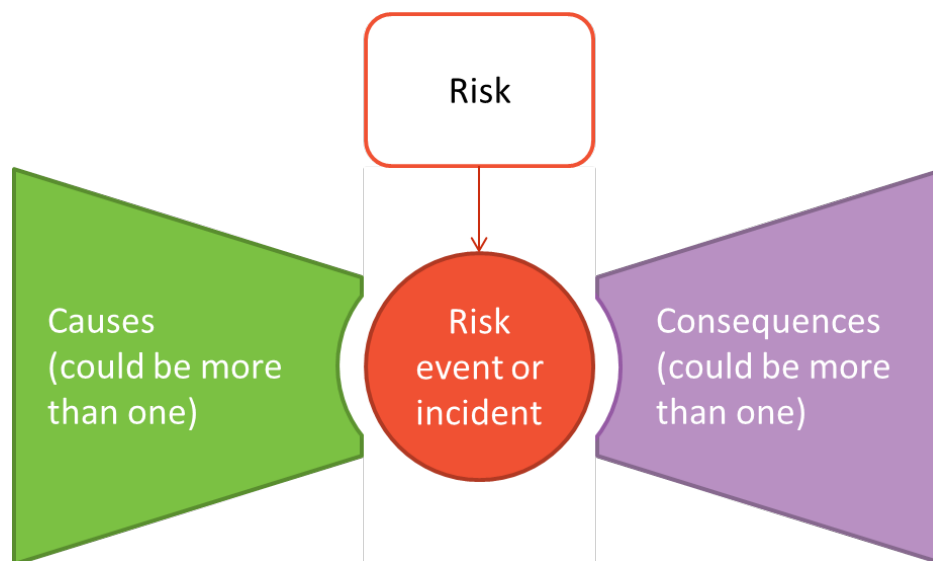 Risk
Causes
(could be more
than one)
Risk
event or
incident
Consequences
(could be more
than one)